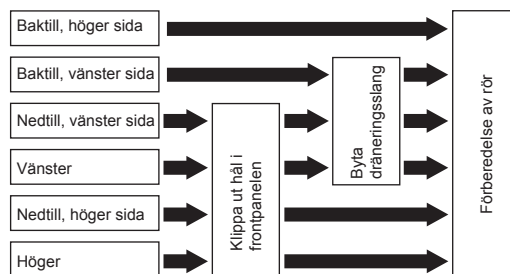 Baktill, höger sida
Baktill, vänster sida
Nedtill, vänster sida
Vänster
Nedtill, höger sida
Höger
Klippa ut hål i
frontpanelen
Byta
dräneringsslang
Förberedelse av rör